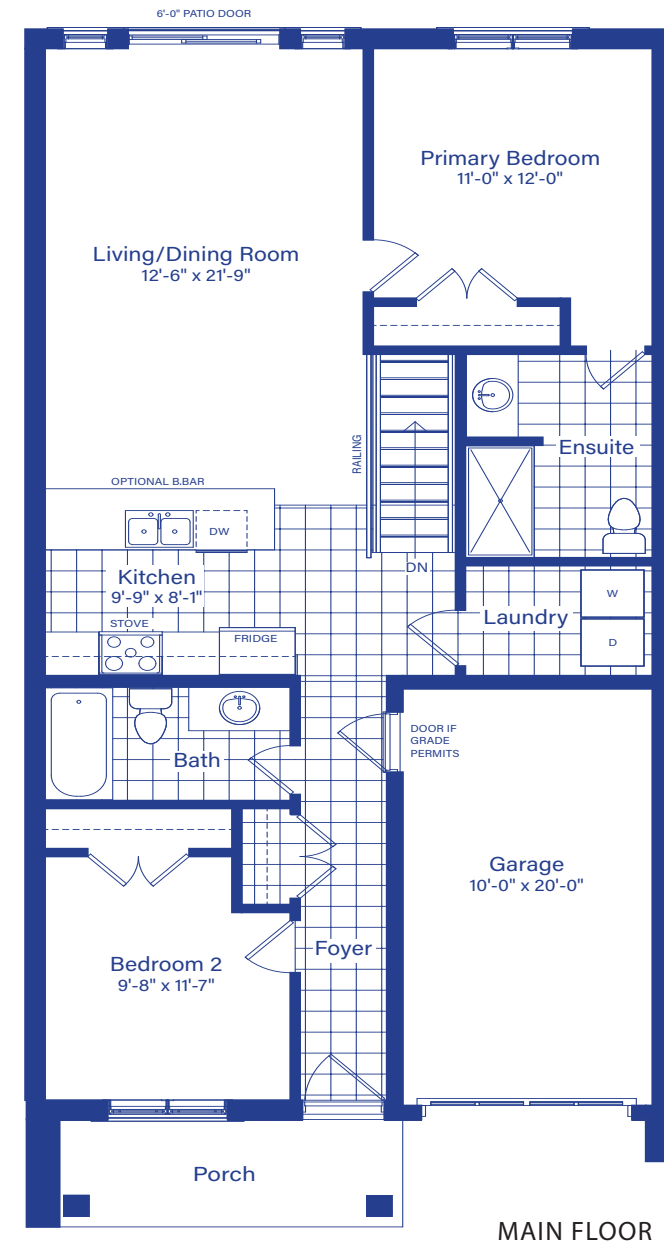 6'-0" PATIO DOOR
Primary Bedroom
11'-0" x 12'-0"
Living/Dining Room
12'-6" x 21'-9"
RAILING
Ensuite
OPTIONAL B.BAR
DW
DN
Kitchen
9'-9" x 8'-1"
STOVE
FRIDGE
Laundry
W
D
DOOR IF
GRADE
PERMITS
Bath
Garage
10'-0" x 20'-0"
Foyer
Bedroom 2
9'-8" x 11'-7"
Porch
MAIN FLOOR